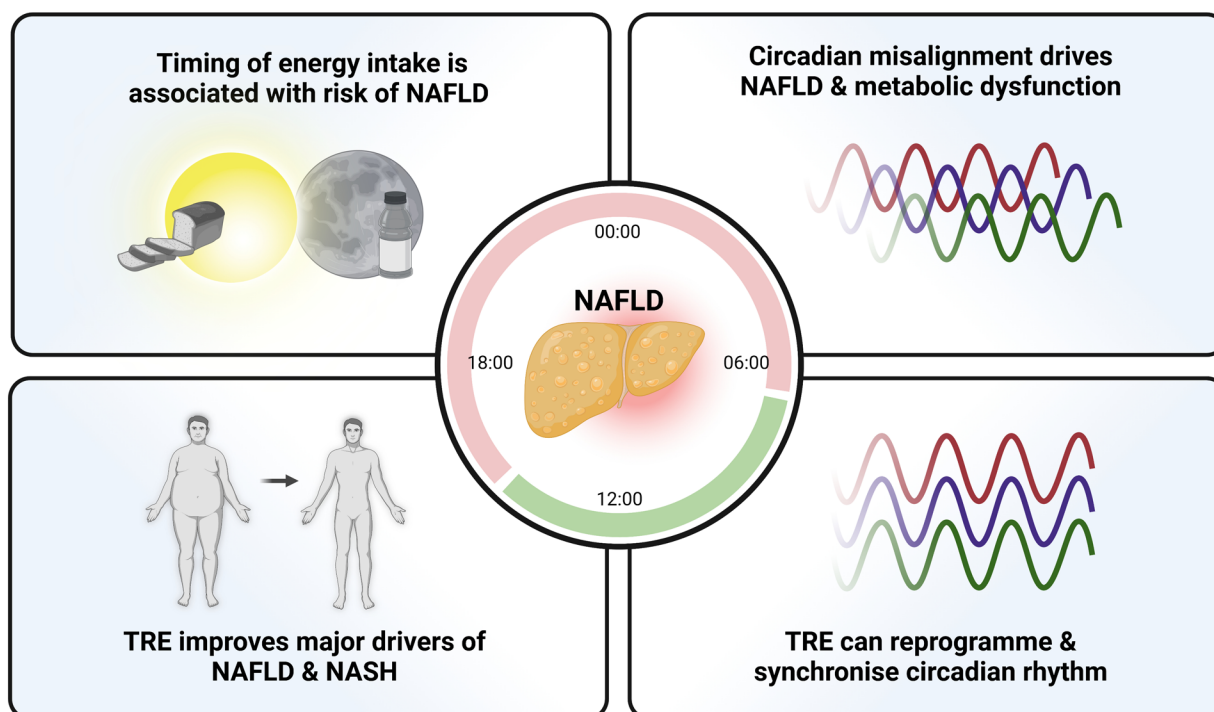 Timing of energy intake is
associated with risk of NAFLD
Circadian misalignment drives
NAFLD & metabolic dysfunction
00:00
NAFLD
18:00
06:00
12:00
TRE improves major drivers of
NAFLD & NASH
TRE can reprogramme &
synchronise circadian rhythm